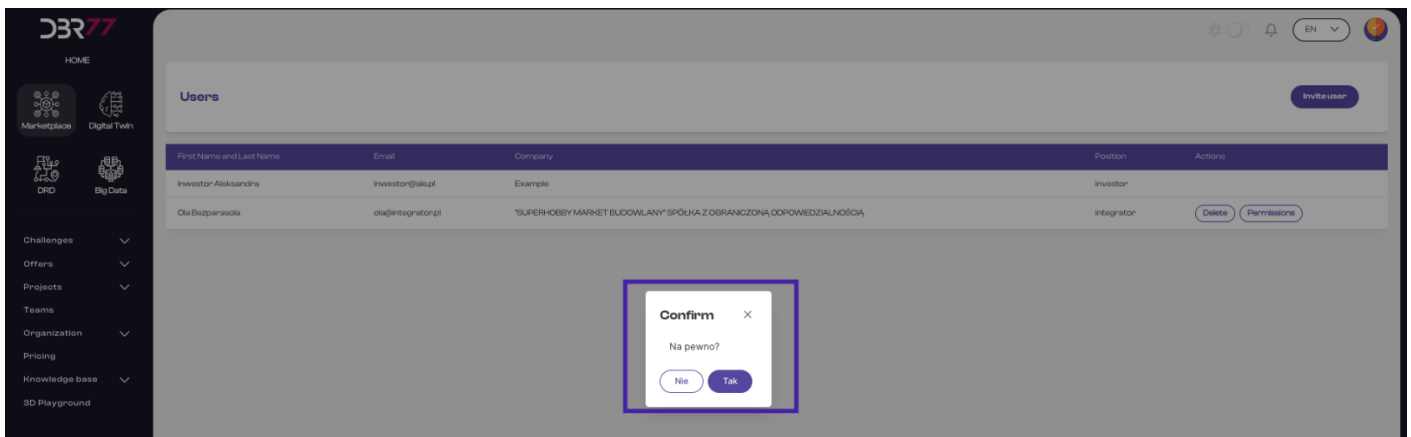 DBR77
HOME
Marketplace
Digital Twin
DRD
Big Data
Challenges
Offers
Projects
Teams
Organization
Pricing
Knowledge base
3D Playground
EN
Users
Invite user
First Name and Last Name Email Company Position Actions
Inwestor Aleksandra inwestor@ale.pl Example investor
Ola Bezparasola ola@integrator.pl "SUPERHOBBY MARKET BUDOWLANY" SPÓŁKA Z OGRANICZONĄ ODPOWIEDZIALNOŚCIĄ integrator Delete Permissions
Confirm
Na pewno?
Nie Tak